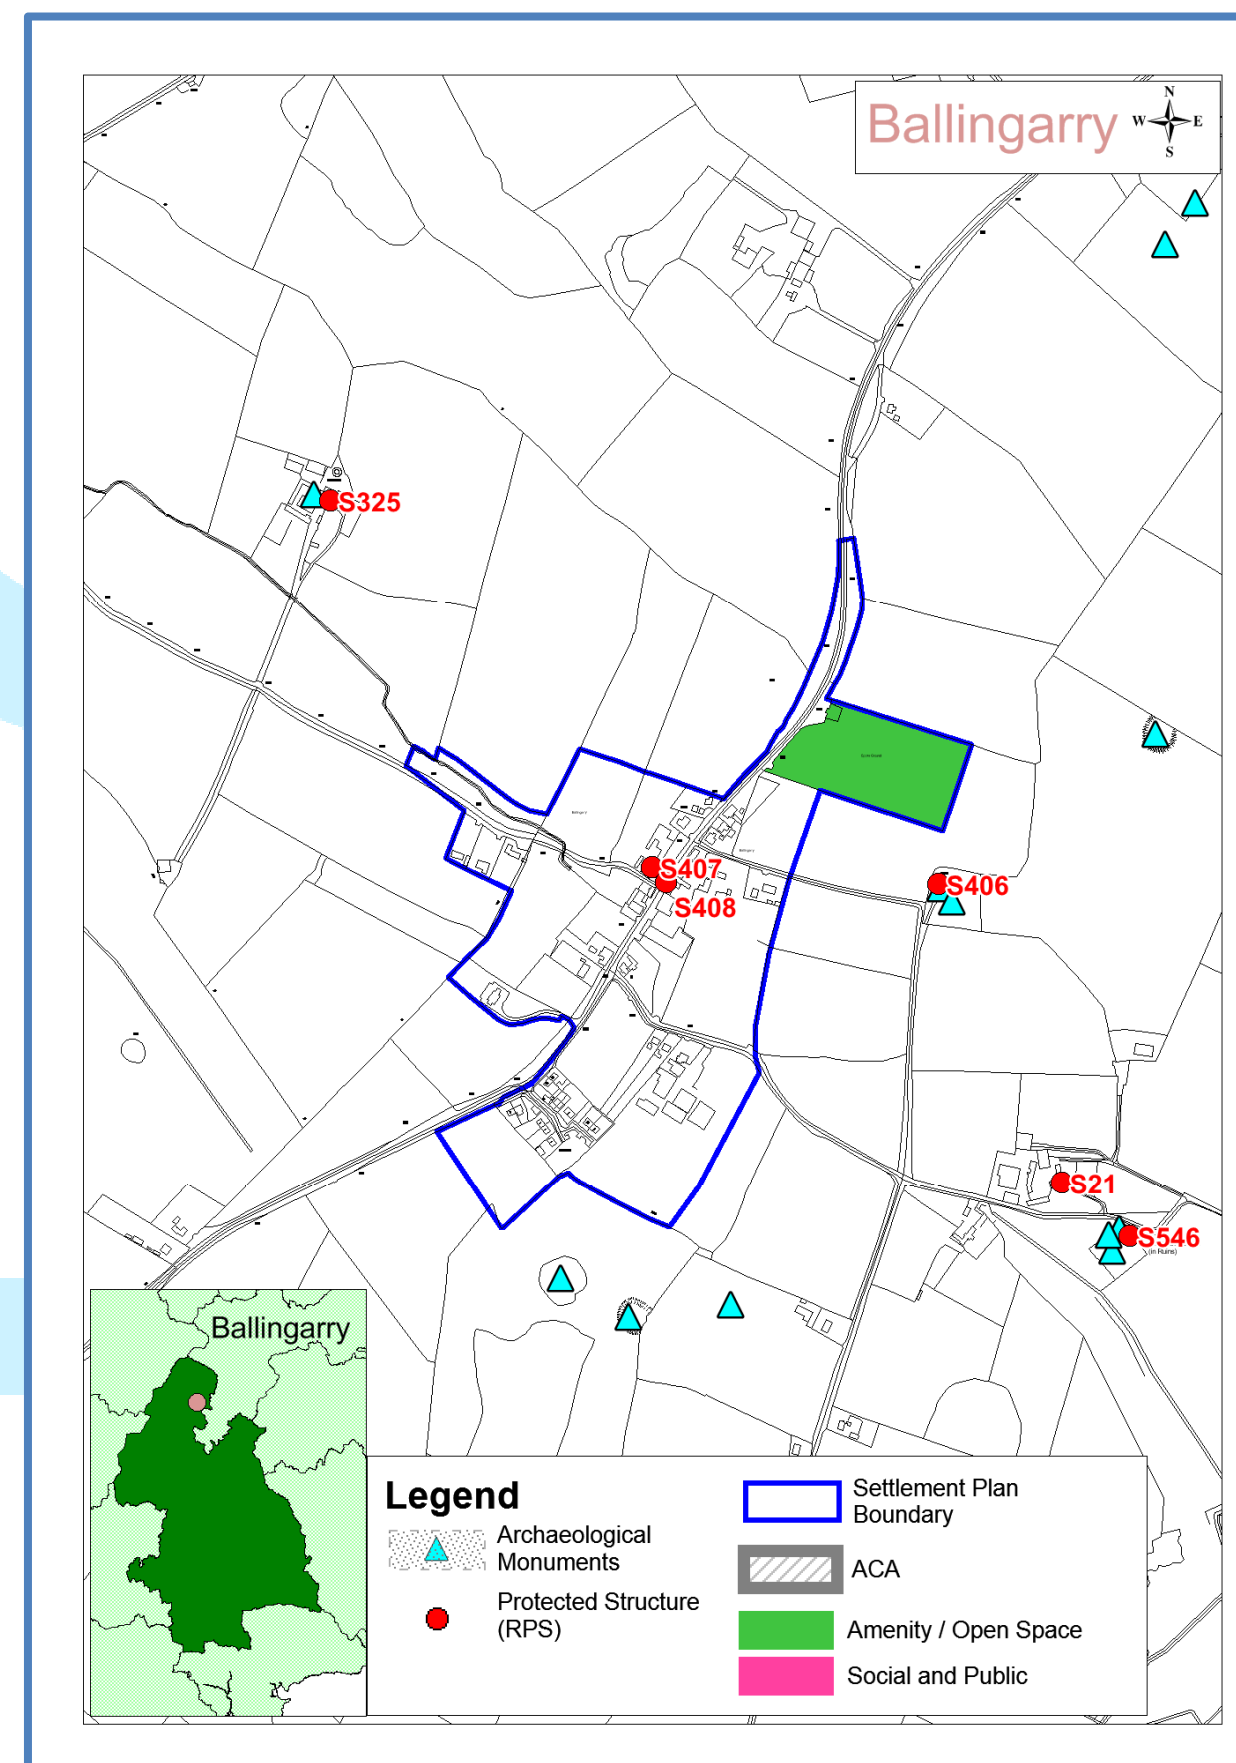 Ballingarry
N
W E
S
S325
S407
S408
S406
S21
S546
(in Ruins)
Ballingarry
Legend
Archaeological
Monuments
Protected Structure
(RPS)
Settlement Plan
Boundary
ACA
Amenity / Open Space
Social and Public